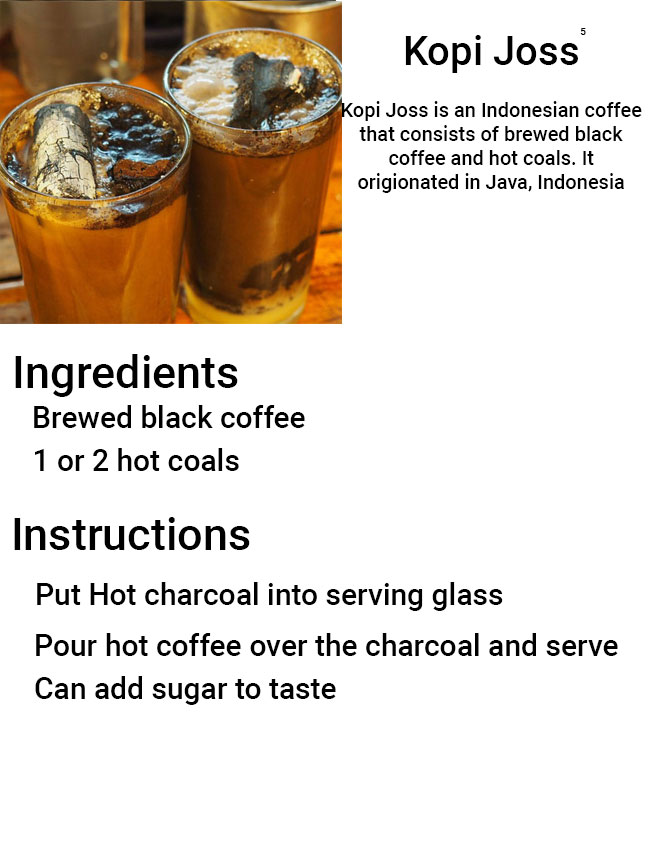 Kopi Joss⁵
Kopi Joss is an Indonesian coffee
that consists of brewed black
coffee and hot coals. It
origionated in Java, Indonesia
Ingredients
Brewed black coffee
1 or 2 hot coals
Instructions
Put Hot charcoal into serving glass
Pour hot coffee over the charcoal and serve
Can add sugar to taste